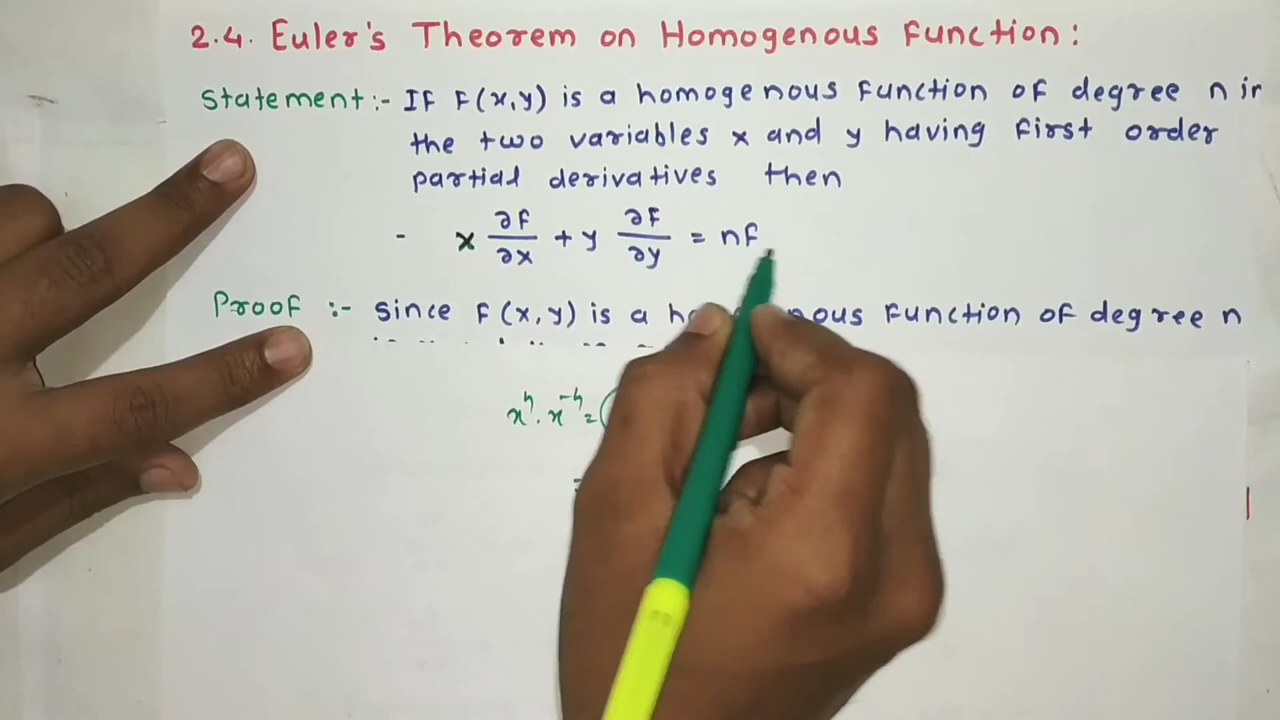 2.4. Euler's Theorem on Homogenous Function:
Statement:- If F(x,y) is a homogenous function of degree n in
the two variables x and y having first order
partial derivatives then
- x ∂F/∂x + y ∂F/∂y = nF
Proof :- Since F(x,y) is a function of degree n
xⁿ. x⁻ⁿ =